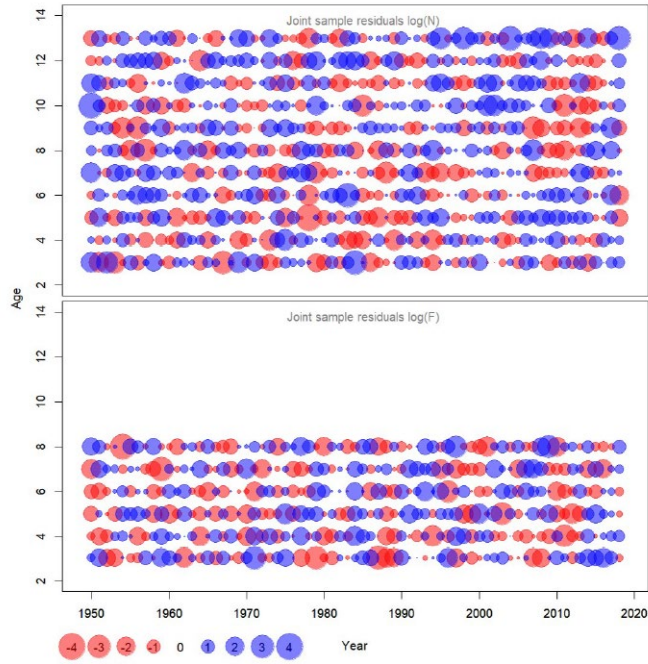 Joint sample residuals log(N)
14
12
10
8
6
4
2
Age
Joint sample residuals log(F)
14
12
10
8
6
4
2
1950 1960 1970 1980 1990 2000 2010 2020
-4 -3 -2 -1 0 1 2 3 4 Year